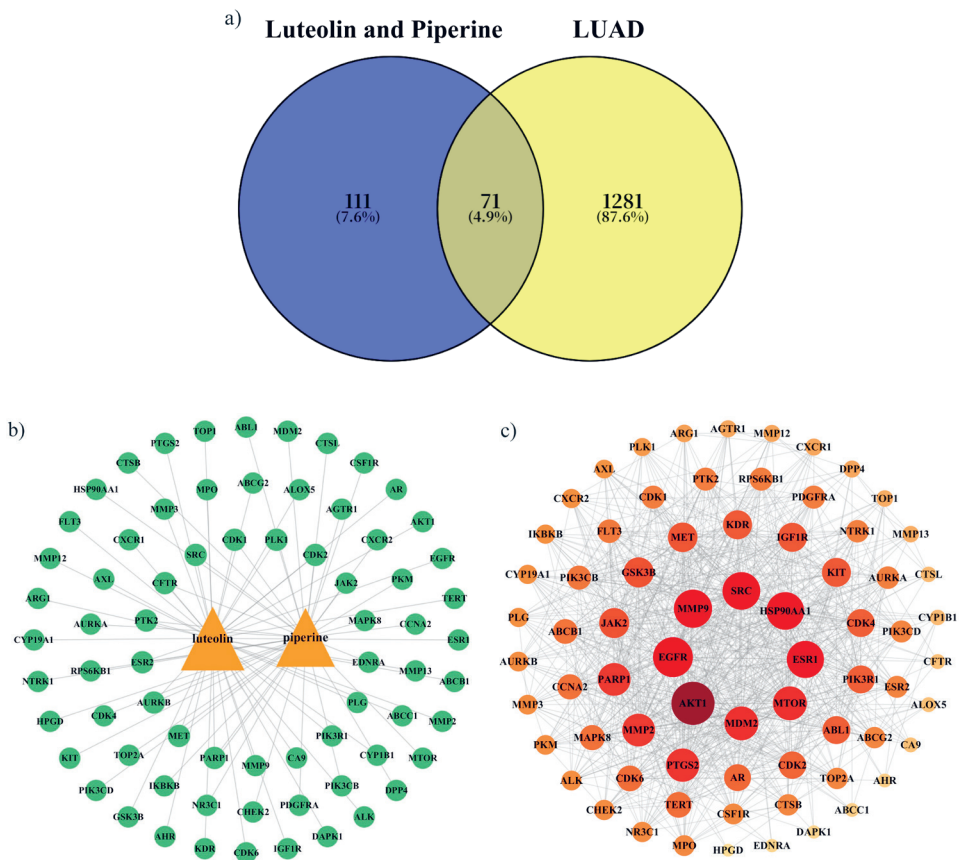 a)
Luteolin and Piperine
LUAD
111
(7.6%)
71
(4.9%)
1281
(87.6%)
b)
TOP1
ABL1
MDM2
PTGS2
CTSL
CTSB
CSF1R
HSP90AA1
MPO
ABCG2
ALOX5
AR
MMP3
AGTR1
FLT3
CXCR1
SRC
CDK1
PLK1
CDK2
CXCR2
AKT1
MMP12
AXL
CFTR
JAK2
PKM
EGFR
ARG1
AURKA
PTK2
MAPK8
CCNA2
TERT
CYP19A1
luteolin
piperine
ESR1
NTRK1
RPS6KB1
ESR2
EDNRA
MMP13
ABCB1
HPGD
CDK4
AURKB
PLG
ABCC1
MMP2
KIT
TOP2A
MET
PARP1
MMP9
CA9
PIK3R1
CYP1B1
MTOR
PIK3CD
IKBKB
NR3C1
CHEK2
PDGFRA
PIK3CB
DPP4
GSK3B
AHR
KDR
CDK6
IGF1R
DAPK1
ALK
c)
ARG1
AGTR1
MMP12
PLK1
CXCR1
AXL
PTK2
RPS6KB1
DPP4
CXCR2
CDK1
PDGFRA
TOP1
IKBKB
FLT3
MET
KDR
IGF1R
NTRK1
MMP13
CYP19A1
PIK3CB
GSK3B
SRC
KIT
AURKA
CTSL
PLG
ABCB1
JAK2
MMP9
HSP90AA1
CDK4
PIK3CD
CYP1B1
AURKB
CCNA2
PARP1
EGFR
ESR1
PIK3R1
ESR2
CFTR
MMP3
AKT1
MTOR
ALOX5
PKM
MAPK8
MMP2
MDM2
ABL1
ABCG2
CA9
ALK
CDK6
PTGS2
AR
CDK2
TOP2A
AHR
CHEK2
TERT
CSF1R
CTSB
ABCC1
NR3C1
MPO
HPGD
EDNRA
DAPK1